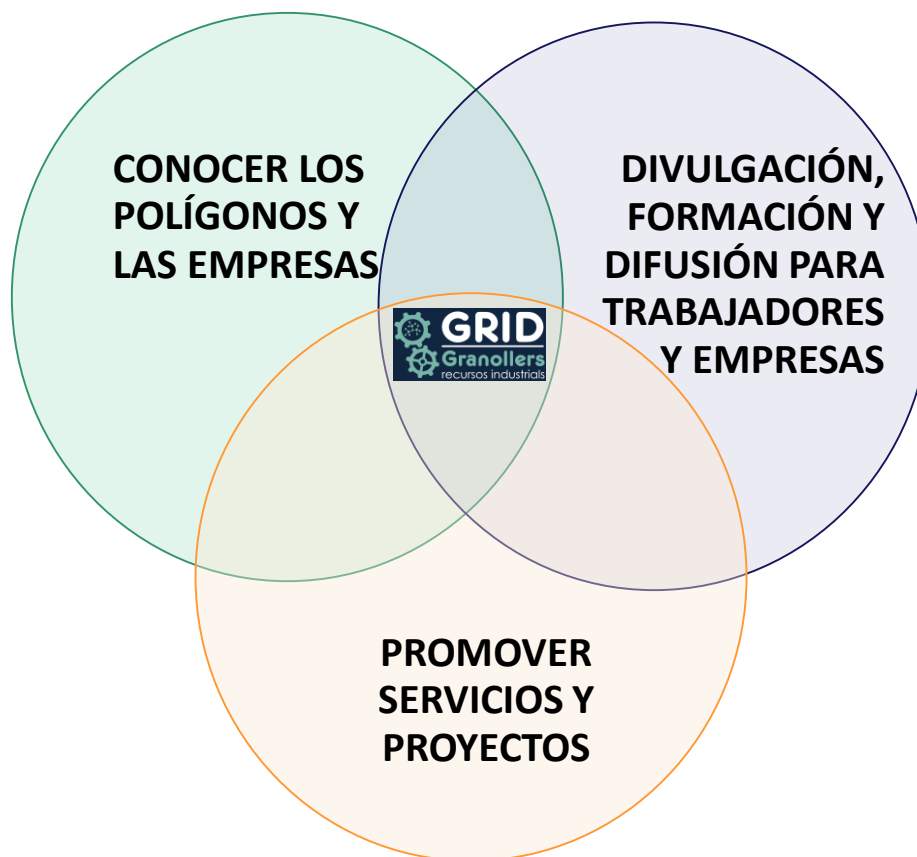 CONOCER LOS
POLÍGONOS Y
LAS EMPRESAS
DIVULGACIÓN,
FORMACIÓN Y
DIFUSIÓN PARA
TRABAJADORES
Y EMPRESAS
GRID
Granollers
recursos industrials
PROMOVER
SERVICIOS Y
PROYECTOS